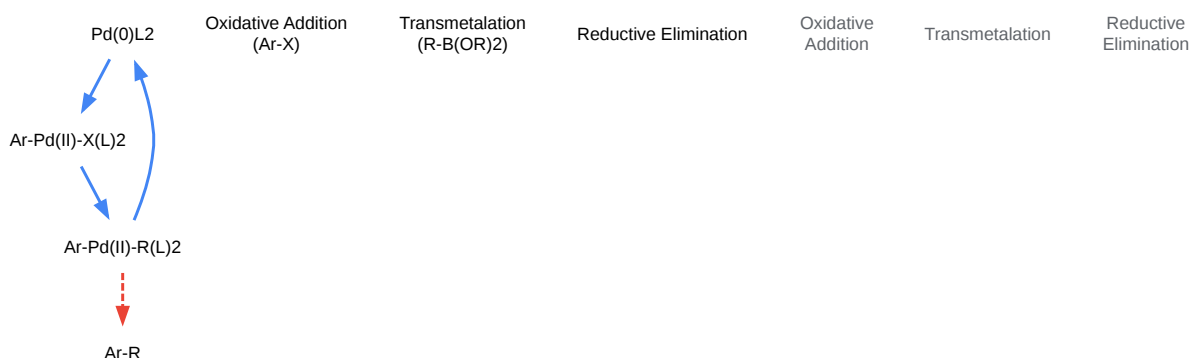 Pd(0)L2
Oxidative Addition
(Ar-X)
Transmetalation
(R-B(OR)2)
Reductive Elimination
Oxidative
Addition
Transmetalation
Reductive
Elimination
Ar-Pd(II)-X(L)2
Ar-Pd(II)-R(L)2
Ar-R